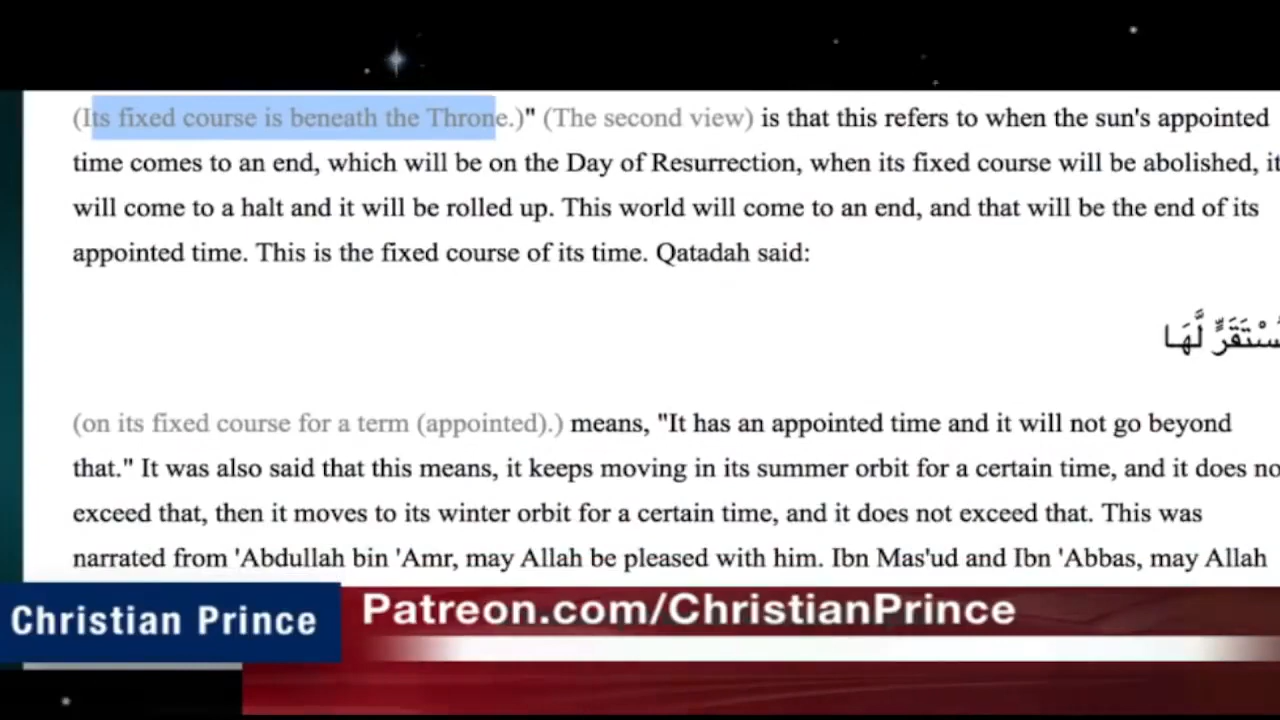 (Its fixed course is beneath the Throne.)" (The second view) is that this refers to when the sun's appointed
time comes to an end, which will be on the Day of Resurrection, when its fixed course will be abolished, it
will come to a halt and it will be rolled up. This world will come to an end, and that will be the end of its
appointed time. This is the fixed course of its time. Qatadah said:
لَّهَا
(on its fixed course for a term (appointed).) means, "It has an appointed time and it will not go beyond
that." It was also said that this means, it keeps moving in its summer orbit for a certain time, and it does no
exceed that, then it moves to its winter orbit for a certain time, and it does not exceed that. This was
narrated from 'Abdullah bin 'Amr, may Allah be pleased with him. Ibn Mas'ud and Ibn 'Abbas, may Allah
Christian Prince
Patreon.com/ChristianPrince